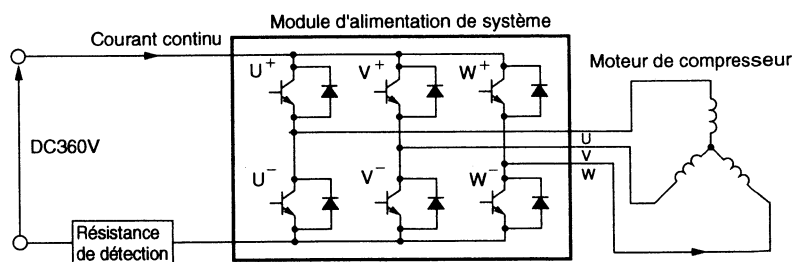 Module d'alimentation de système
Courant continu
Moteur de compresseur
U+
V+
W+
DC360V
U
V
W
U−
V−
W−
Résistance
de détection